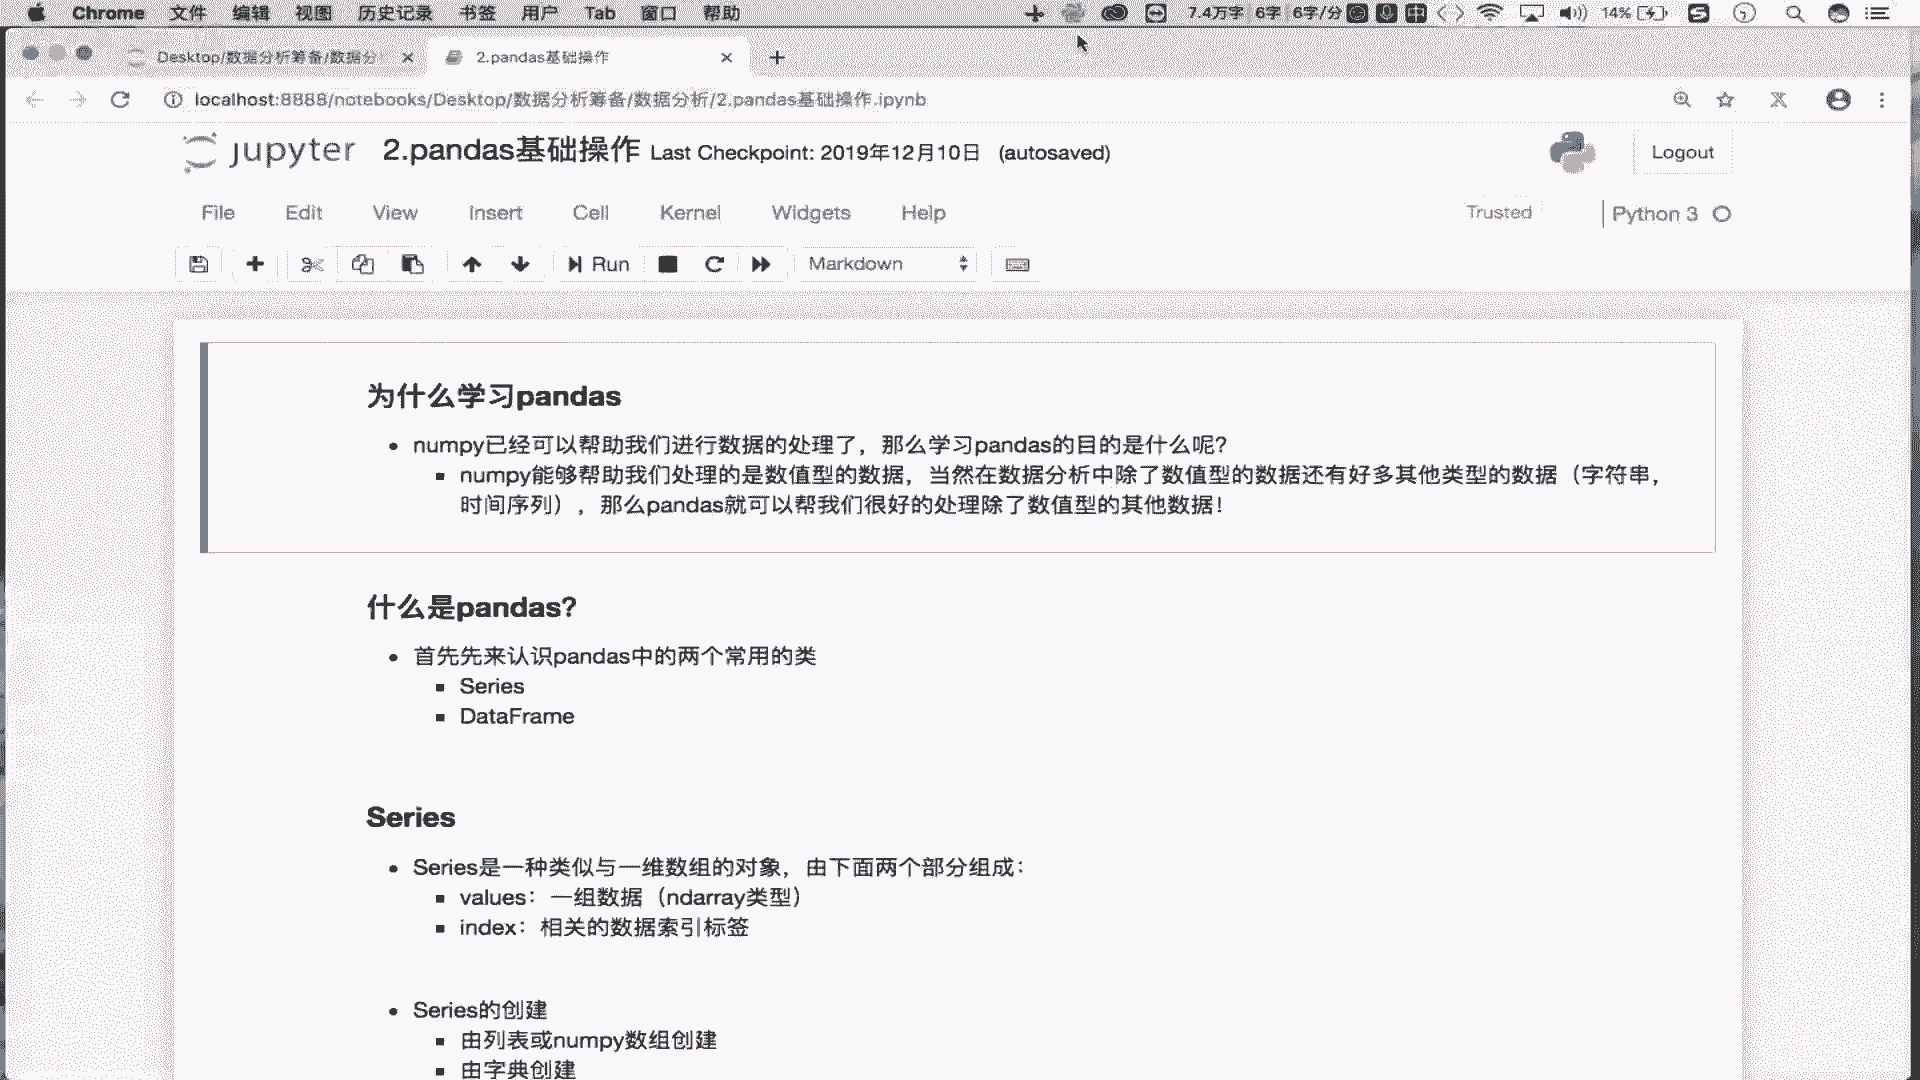 Chrome 文件 编辑 视图 历史记录 书签 用户 Tab 窗口 帮助 7.4万字 6字 6字/分 中 14%
Desktop/数据分析筹备/数据分
2.pandas基础操作
localhost:8888/notebooks/Desktop/数据分析筹备/数据分析/2.pandas基础操作.ipynb
jupyter 2.pandas基础操作 Last Checkpoint: 2019年12月10日 (autosaved) Logout
File Edit View Insert Cell Kernel Widgets Help Trusted Python 3
Run Markdown
为什么学习pandas
numpy已经可以帮助我们进行数据的处理了，那么学习pandas的目的是什么呢？
numpy能够帮助我们处理的是数值型的数据，当然在数据分析中除了数值型的数据还有好多其他类型的数据（字符串，
时间序列），那么pandas就可以帮我们很好的处理除了数值型的其他数据！
什么是pandas?
首先先来认识pandas中的两个常用的类
Series
DataFrame
Series
Series是一种类似与一维数组的对象，由下面两个部分组成：
values：一组数据（ndarray类型）
index：相关的数据索引标签
Series的创建
由列表或numpy数组创建
由字典创建